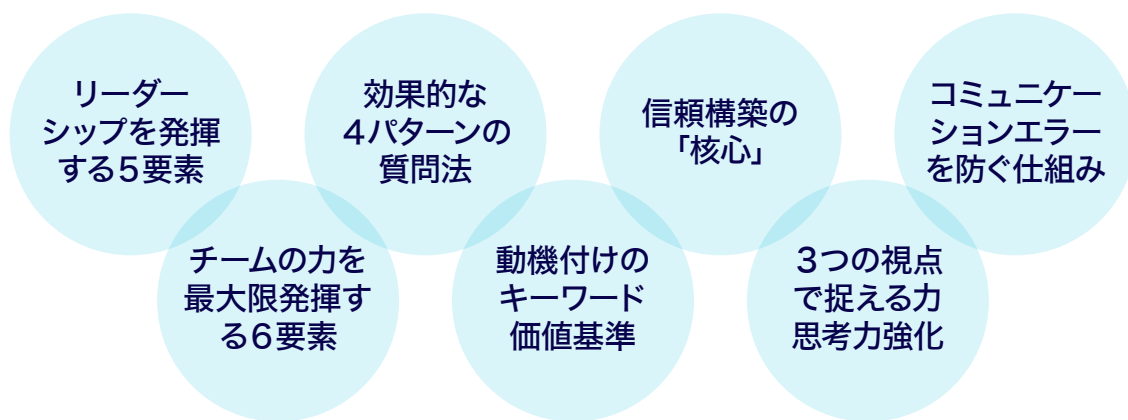 リーダー
シップを発揮
する5要素
効果的な
4パターンの
質問法
信頼構築の
「核心」
コミュニケー
ションエラー
を防ぐ仕組み
チームの力を
最大限発揮す
る6要素
動機付けの
キーワード
価値基準
3つの視点
で捉える力
思考力強化